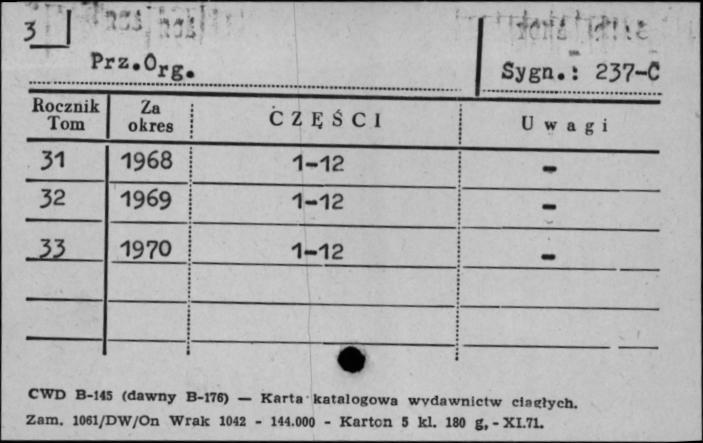 3
Prz.Org.
Sygn.: 237-C
Rocznik Tom Za okres CZĘŚCI Uwagi
31 1968 1-12 -
32 1969 1-12 -
33 1970 1-12 -
CWD B-145 (dawny B-176) — Karta katalogowa wydawnictw ciągłych.
Zam. 1061/DW/On Wrak 1042 - 144.000 - Karton 5 kl. 180 g, - XI.71.